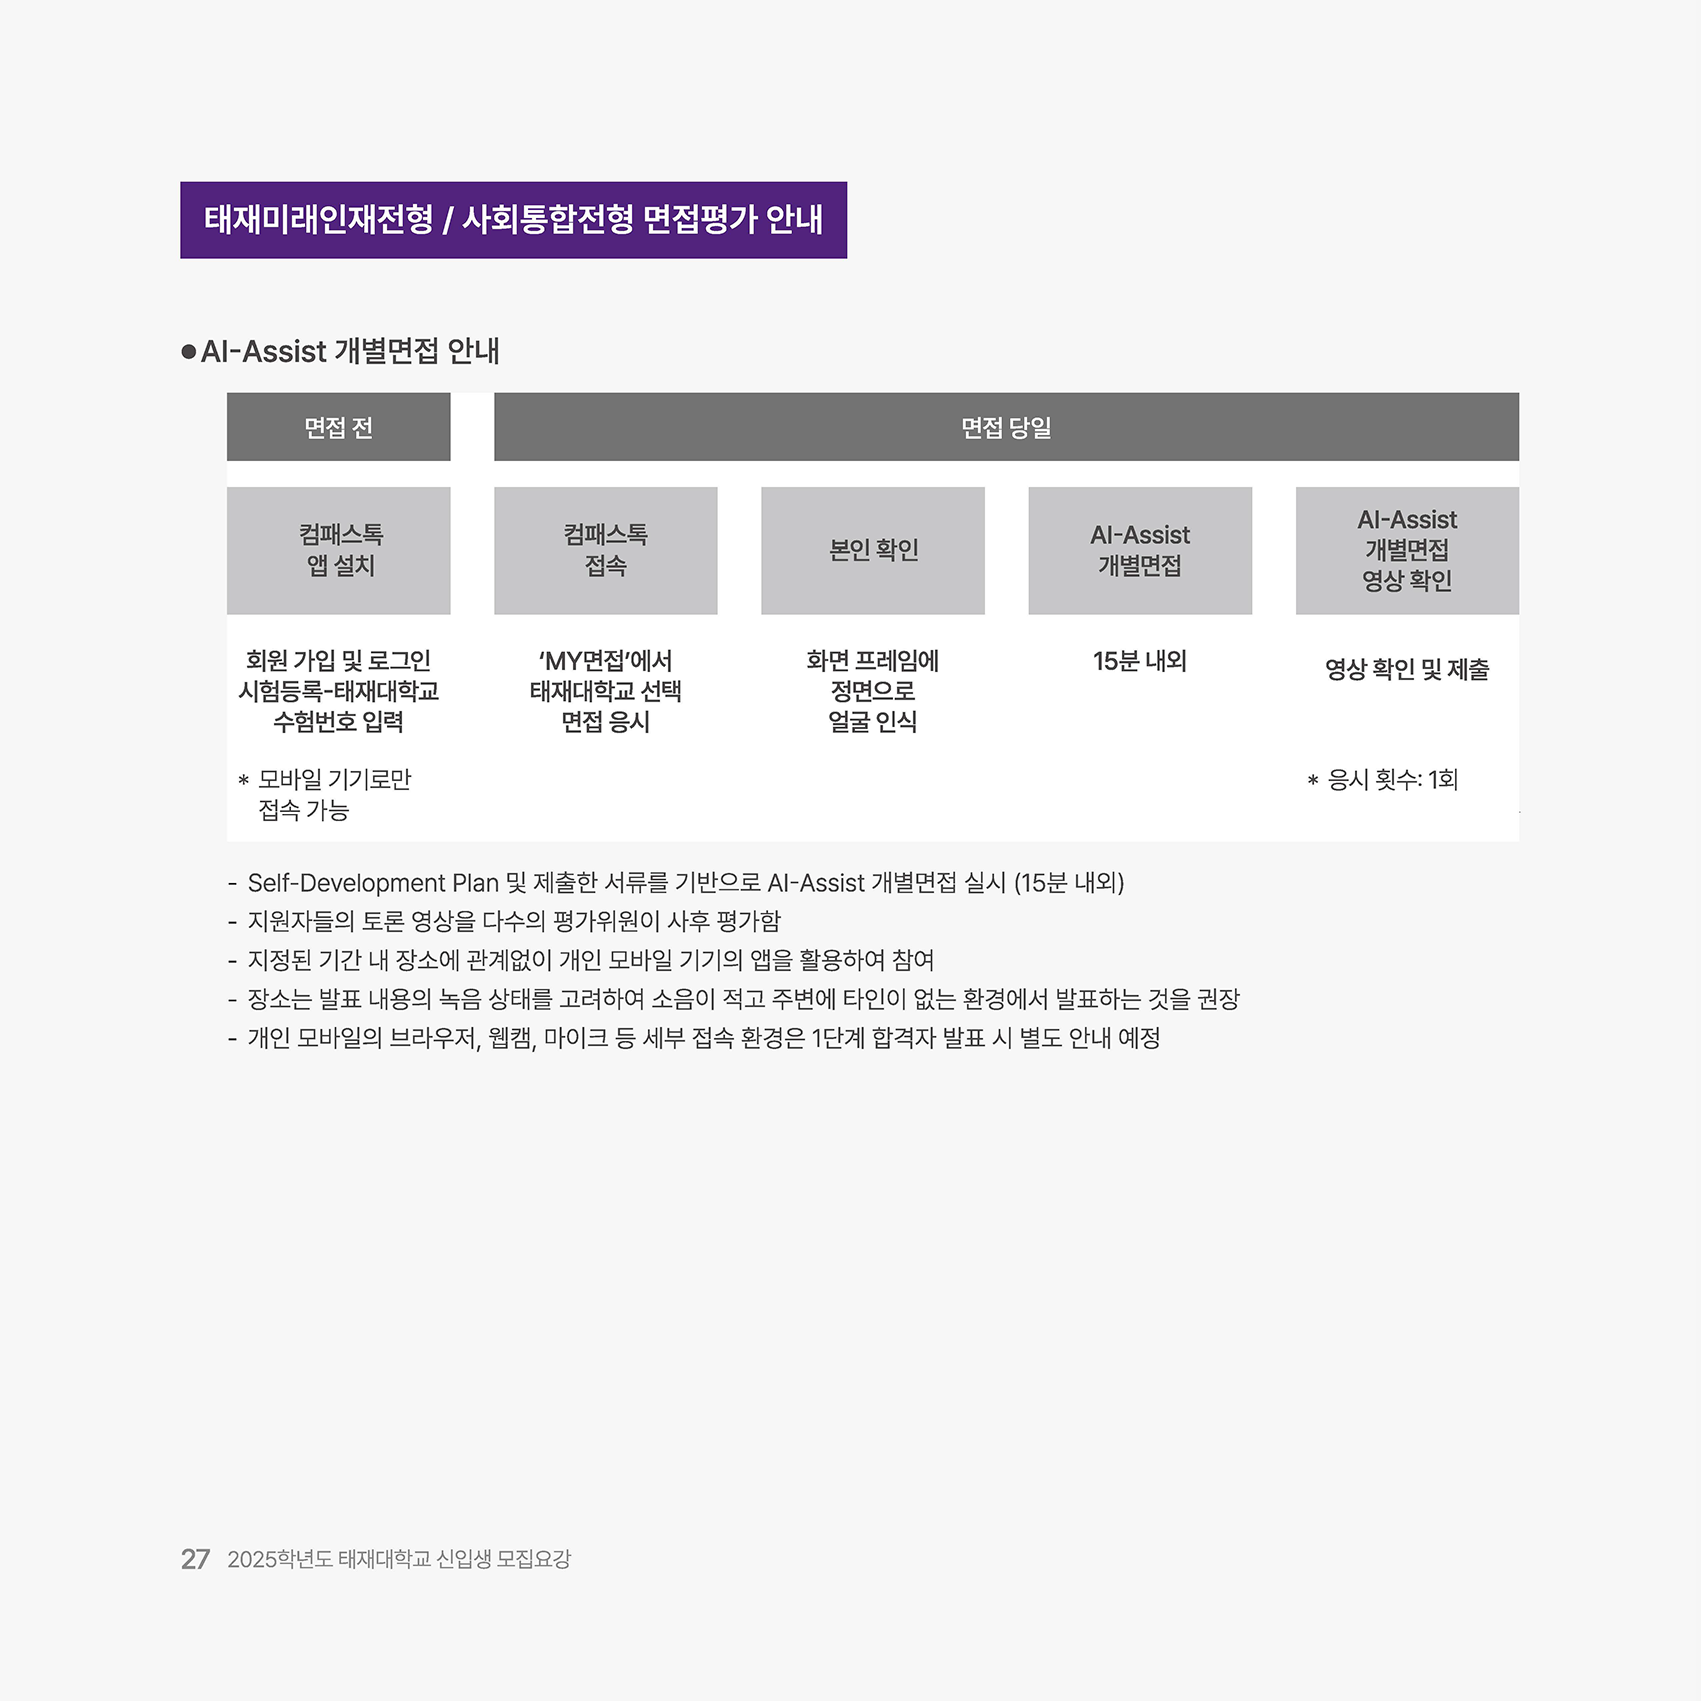 태재미래인재전형 / 사회통합전형 면접평가 안내
●AI-Assist 개별면접 안내
면접 전
면접 당일
컴패스톡
앱 설치
컴패스톡
접속
본인 확인
AI-Assist
개별면접
AI-Assist
개별면접
영상 확인
회원 가입 및 로그인
시험등록-태재대학교
수험번호 입력
‘MY면접’에서
태재대학교 선택
면접 응시
화면 프레임에
정면으로
얼굴 인식
15분 내외
영상 확인 및 제출
* 모바일 기기로만
접속 가능
* 응시 횟수: 1회
- Self-Development Plan 및 제출한 서류를 기반으로 AI-Assist 개별면접 실시 (15분 내외)
- 지원자들의 토론 영상을 다수의 평가위원이 사후 평가함
- 지정된 기간 내 장소에 관계없이 개인 모바일 기기의 앱을 활용하여 참여
- 장소는 발표 내용의 녹음 상태를 고려하여 소음이 적고 주변에 타인이 없는 환경에서 발표하는 것을 권장
- 개인 모바일의 브라우저, 웹캠, 마이크 등 세부 접속 환경은 1단계 합격자 발표 시 별도 안내 예정
27 2025학년도 태재대학교 신입생 모집요강